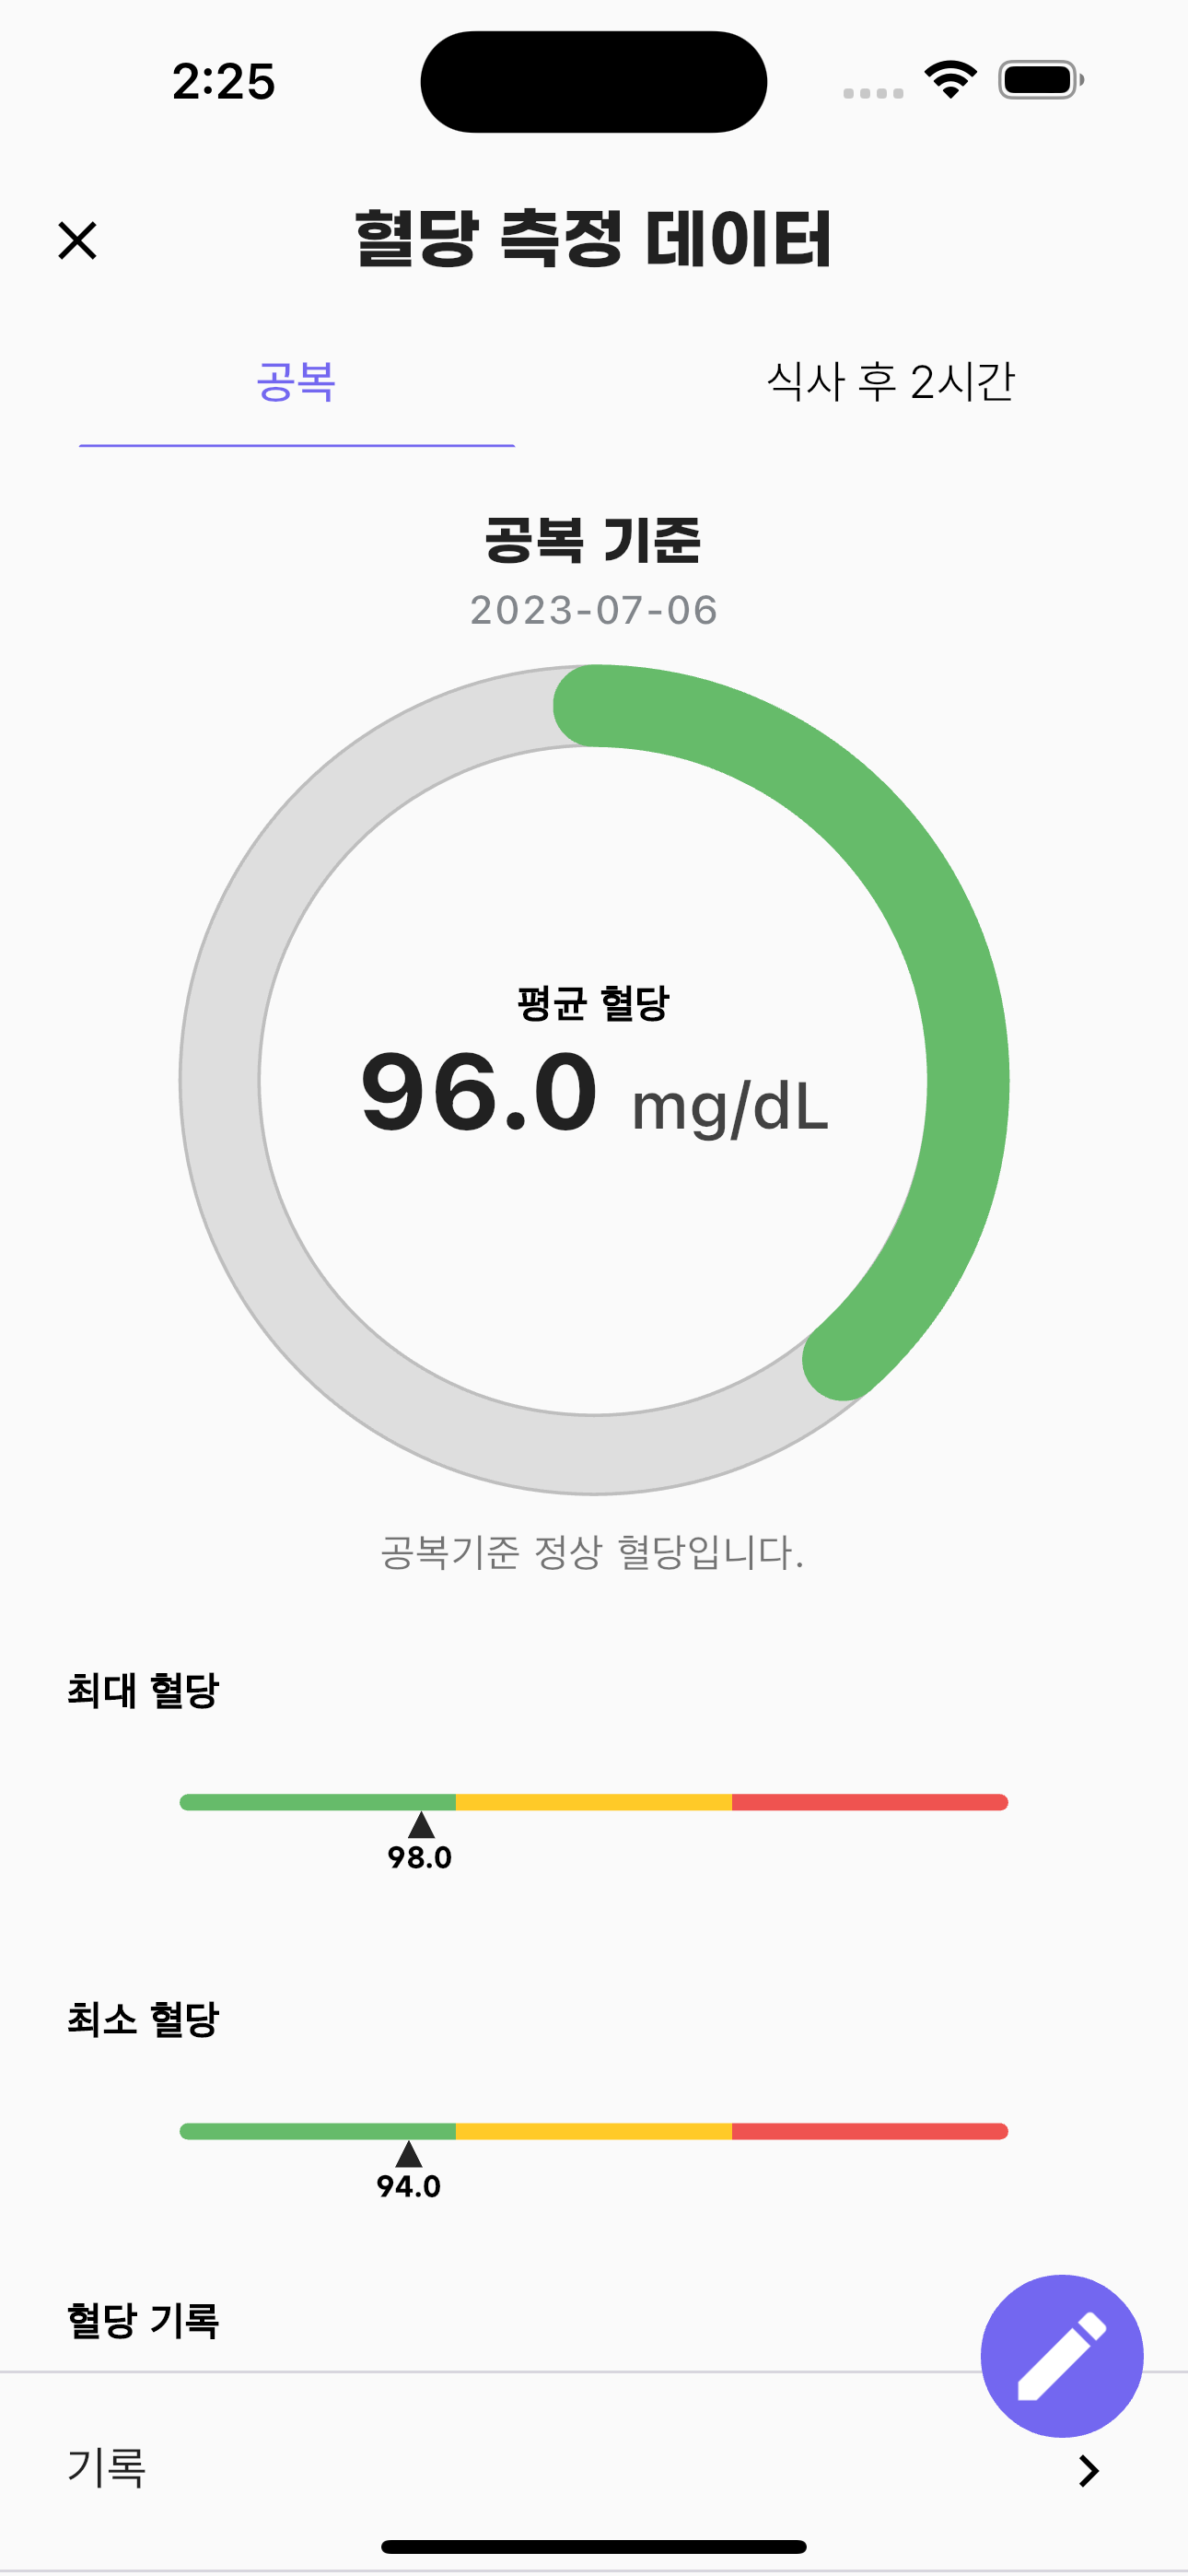 2:25
혈당 측정 데이터
공복
식사 후 2시간
공복 기준
2023-07-06
평균 혈당
96.0 mg/dL
공복기준 정상 혈당입니다.
최대 혈당
98.0
최소 혈당
94.0
혈당 기록
기록